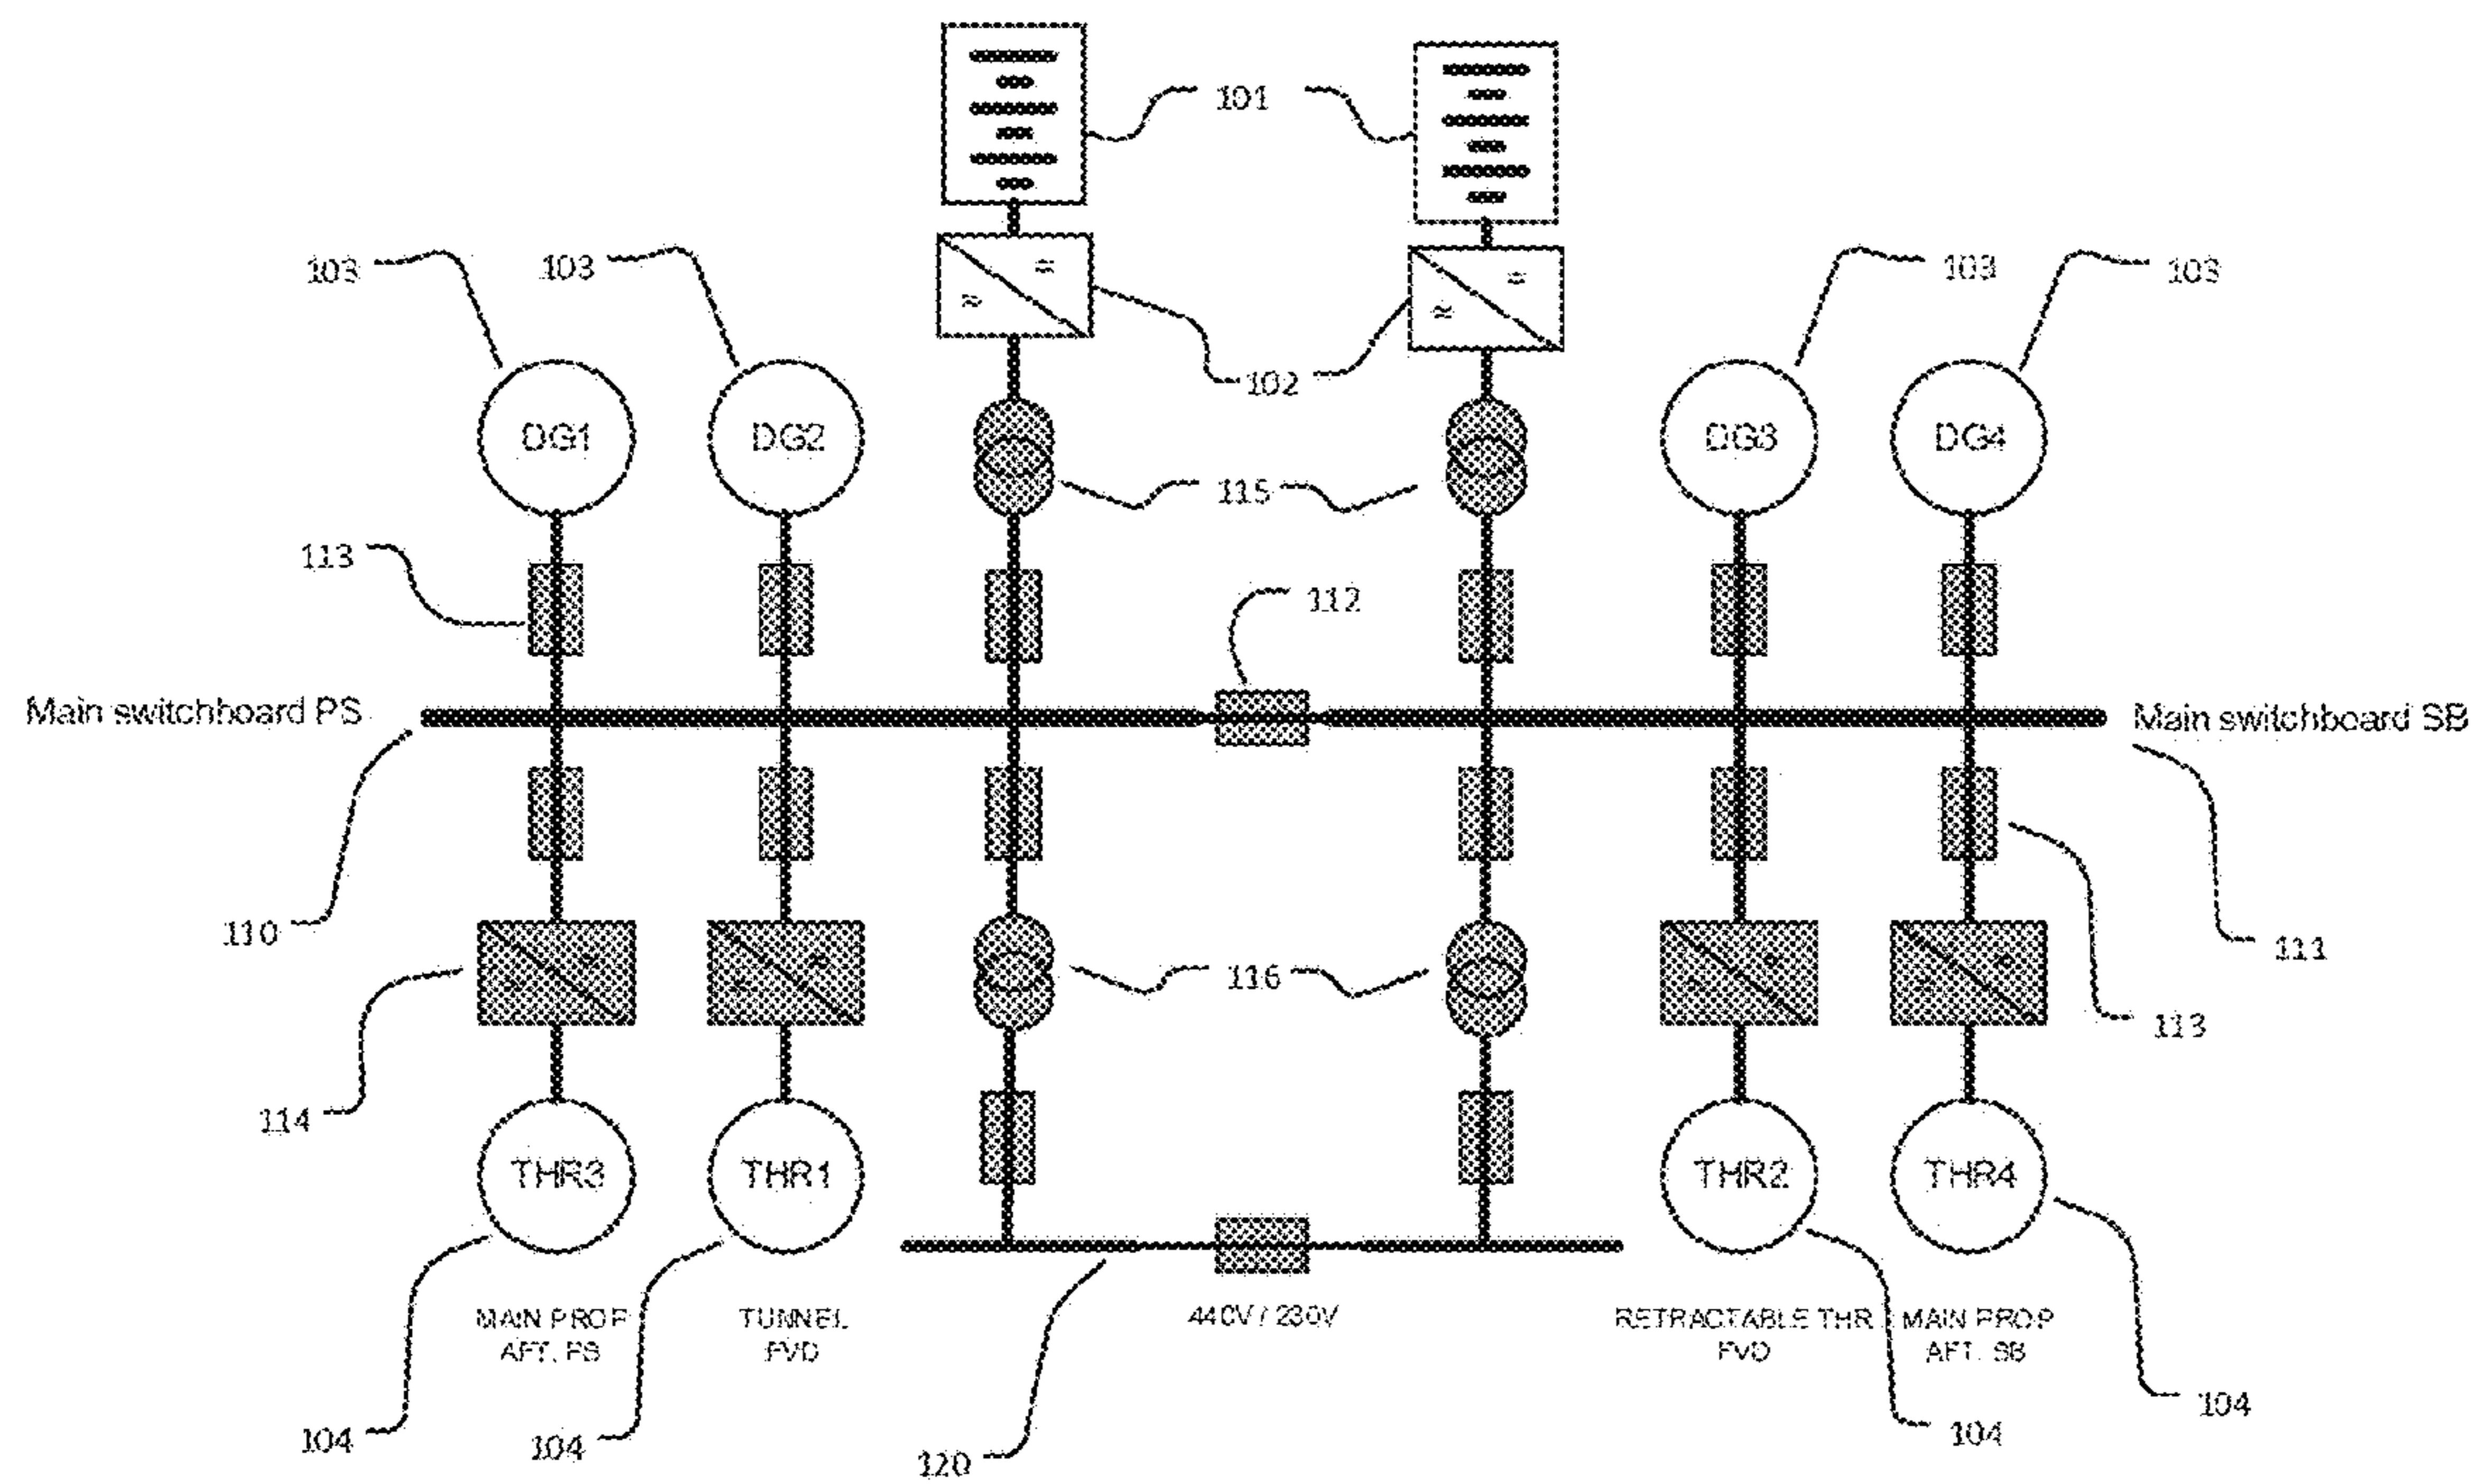 101
103
103
103
103
102
DG1
DG2
DG3
DG4
115
113
112
Main switchboard PS
Main switchboard SB
110
111
116
113
114
THR3
THR1
THR2
THR4
MAIN PROP
AFT. PS
TUNNEL
FVD
440V / 230V
RETRACTABLE THR
FVD
MAIN PROP
AFT. SB
104
104
120
104
104